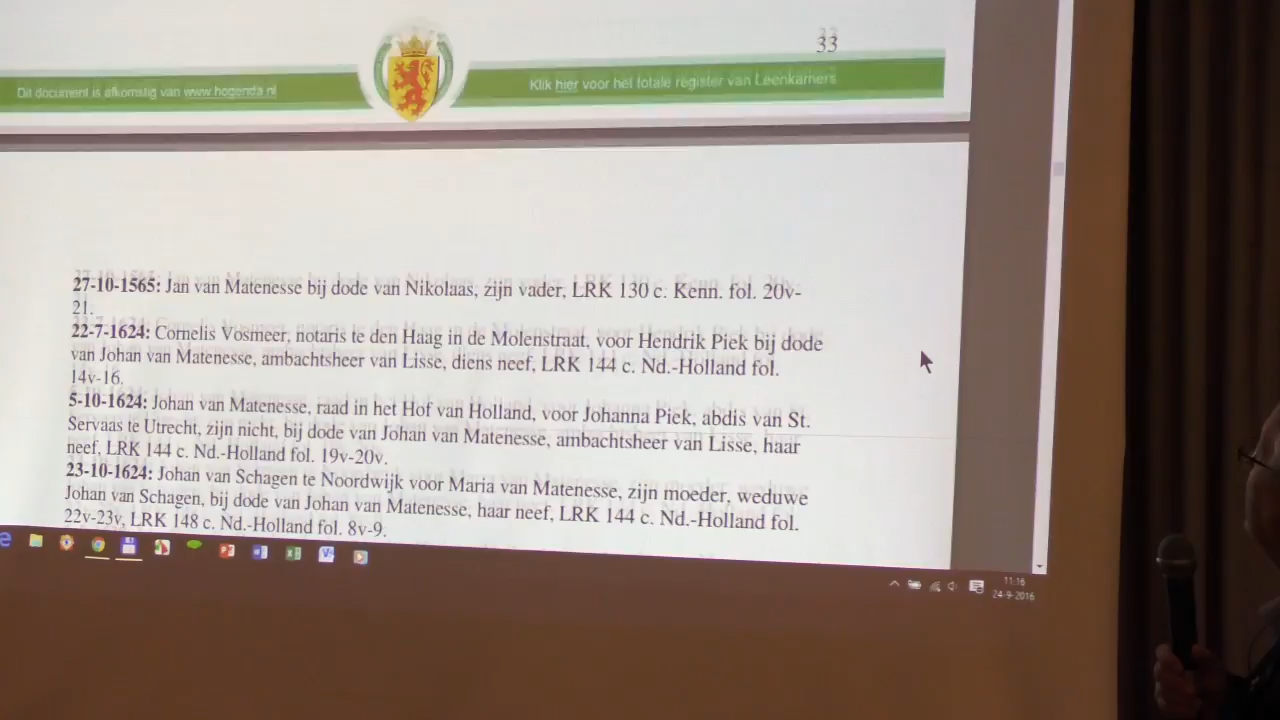 33
Dit document is afkomstig van www.hogenda.nl
Klik hier voor het totale register van Leenkamers
27-10-1565: Jan van Matenesse bij dode van Nikolaas, zijn vader, LRK 130 c. Kenn. fol. 20v-
21.
22-7-1624: Cornelis Vosmeer, notaris te den Haag in de Molenstraat, voor Hendrik Piek bij dode
van Johan van Matenesse, ambachtsheer van Lisse, diens neef, LRK 144 c. Nd.-Holland fol.
14v-16.
5-10-1624: Johan van Matenesse, raad in het Hof van Holland, voor Johanna Piek, abdis van St.
Servaas te Utrecht, zijn nicht, bij dode van Johan van Matenesse, ambachtsheer van Lisse, haar
neef, LRK 144 c. Nd.-Holland fol. 19v-20v.
23-10-1624: Johan van Schagen te Noordwijk voor Maria van Matenesse, zijn moeder, weduwe
Johan van Schagen, bij dode van Johan van Matenesse, haar neef, LRK 144 c. Nd.-Holland fol.
22v-23v, LRK 148 c. Nd.-Holland fol. 8v-9.
11:16
24-9-2016